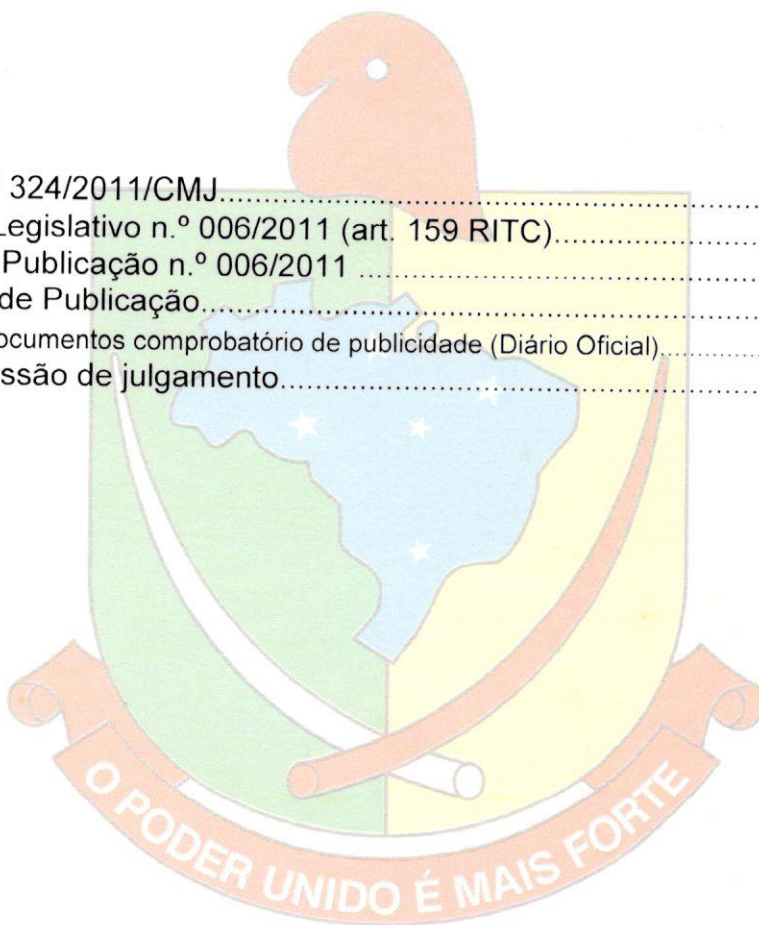 324/2011/CMJ
Legislativo n.º 006/2011 (art. 159 RITC)
Publicação n.º 006/2011
de Publicação
ocumentos comprobatório de publicidade (Diário Oficial)
ssão de julgamento
O PODER UNIDO É MAIS FORTE